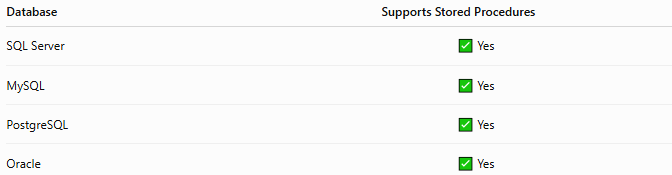 Database Supports Stored Procedures
SQL Server ✅ Yes
MySQL ✅ Yes
PostgreSQL ✅ Yes
Oracle ✅ Yes